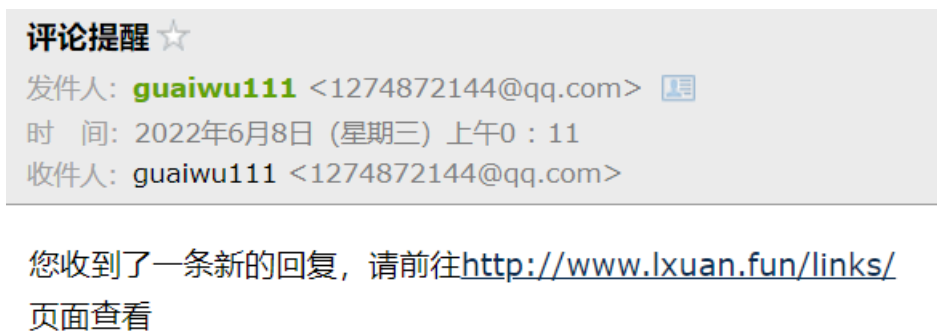 评论提醒
发件人：guaiwu111 <1274872144@qq.com>
时 间：2022年6月8日（星期三）上午0：11
收件人：guaiwu111 <1274872144@qq.com>
您收到了一条新的回复，请前往http://www.lxuan.fun/links/
页面查看